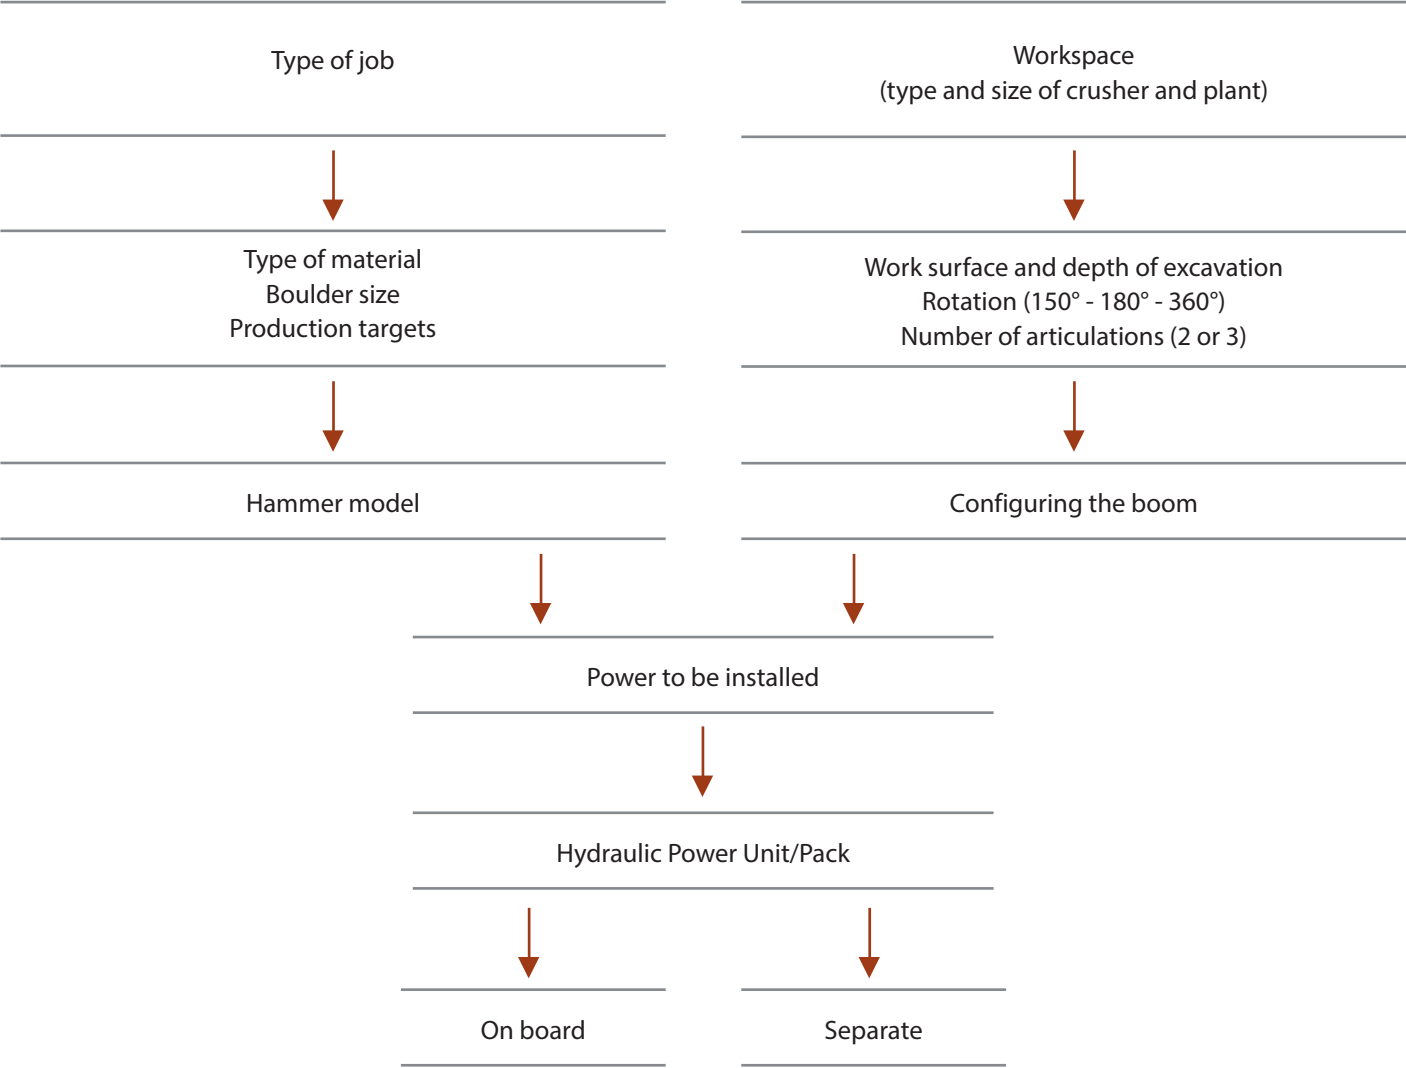 Type of job
Workspace
(type and size of crusher and plant)
Type of material
Boulder size
Production targets
Work surface and depth of excavation
Rotation (150° - 180° - 360°)
Number of articulations (2 or 3)
Hammer model
Configuring the boom
Power to be installed
Hydraulic Power Unit/Pack
On board
Separate